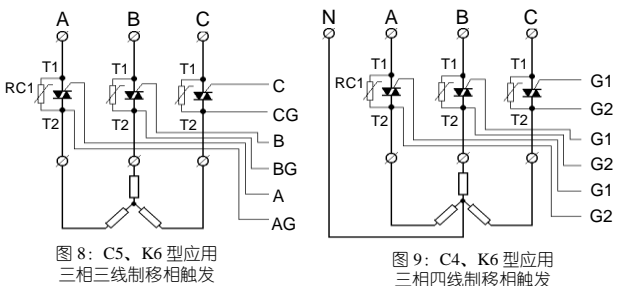 A B C
T1 T1 T1
RC1
T2 T2 T2
C
CG
B
BG
A
AG
图 8：C5、K6 型应用
三相三线制移相触发
N A B C
T1 T1 T1
RC1
T2 T2 T2
G1
G2
G1
G2
G1
G2
图 9：C4、K6 型应用
三相四线制移相触发